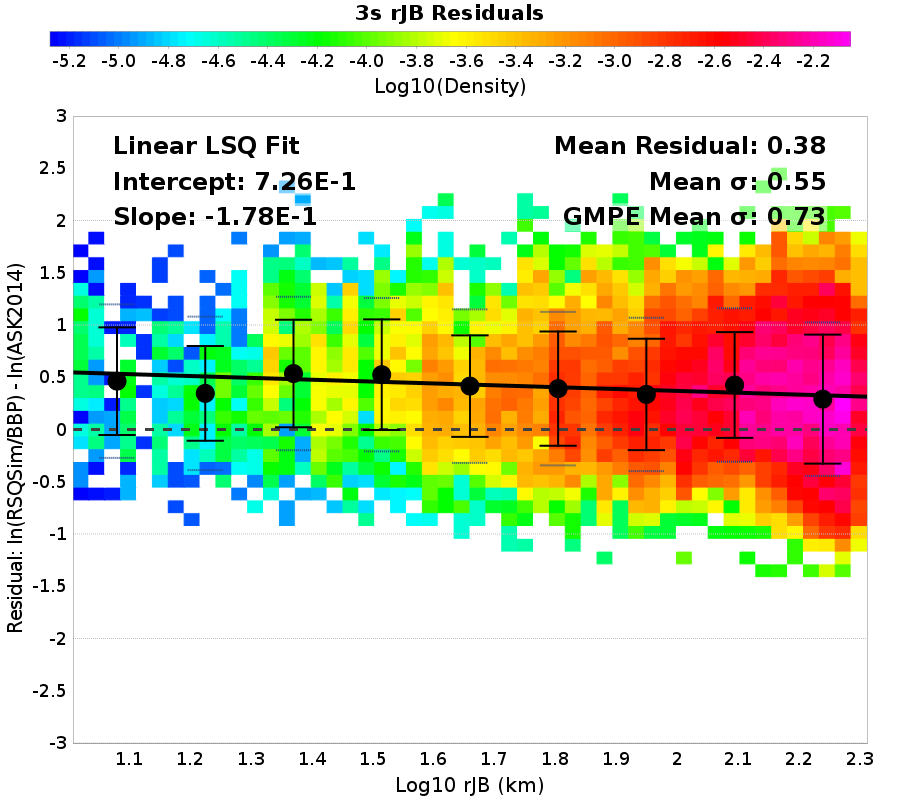 3s rJB Residuals
-5.2 -5.0 -4.8 -4.6 -4.4 -4.2 -4.0 -3.8 -3.6 -3.4 -3.2 -3.0 -2.8 -2.6 -2.4 -2.2
Log10(Density)
Linear LSQ Fit
Intercept: 7.26E-1
Slope: -1.78E-1
Mean Residual: 0.38
Mean σ: 0.55
GMPE Mean σ: 0.73
Residual: ln(RSQSim/BBP) - ln(ASK2014)
3
2.5
2
1.5
1
0.5
0
-0.5
-1
-1.5
-2
-2.5
-3
1.1 1.2 1.3 1.4 1.5 1.6 1.7 1.8 1.9 2 2.1 2.2 2.3
Log10 rJB (km)